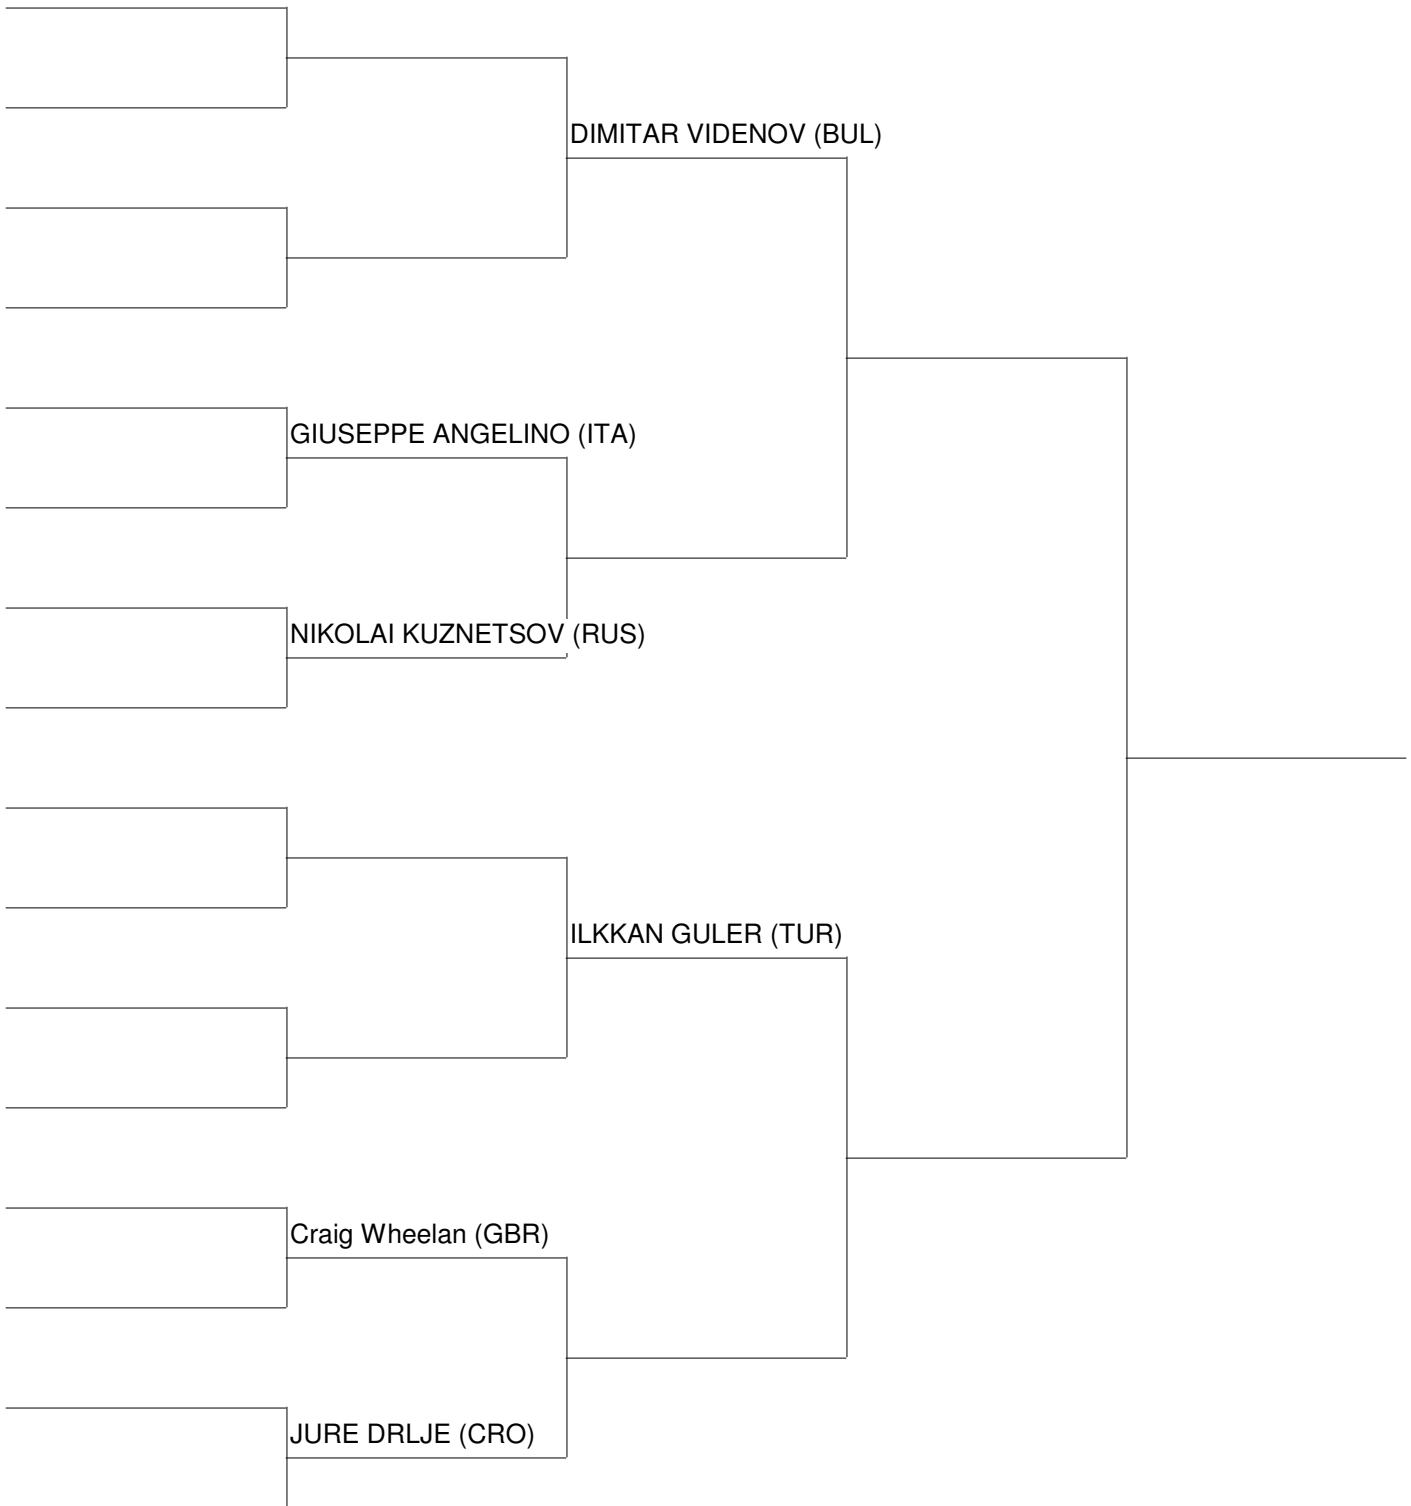 DIMITAR VIDENOV (BUL)
GIUSEPPE ANGELINO (ITA)
NIKOLAI KUZNETSOV (RUS)
ILKKAN GULER (TUR)
Craig Wheelan (GBR)
JURE DRLJE (CRO)